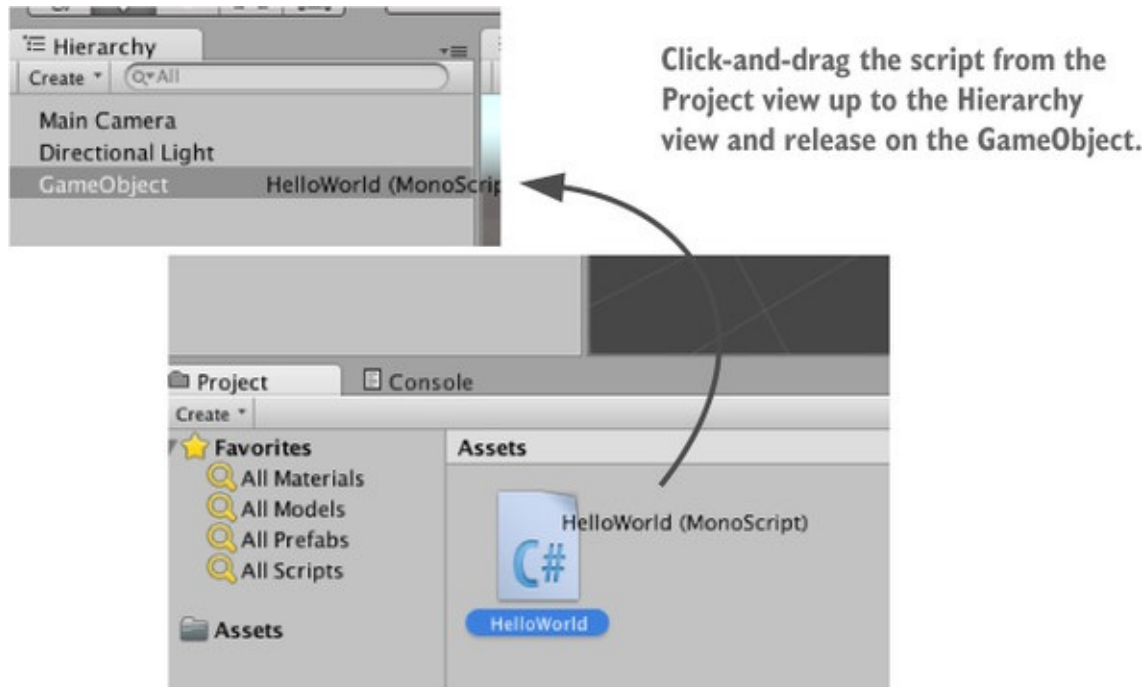 Hierarchy
Create
All
Main Camera
Directional Light
GameObject HelloWorld (MonoScrip
Click-and-drag the script from the
Project view up to the Hierarchy
view and release on the GameObject.
Project Console
Create
Favorites
All Materials
All Models
All Prefabs
All Scripts
Assets
Assets
HelloWorld (MonoScript)
C#
HelloWorld